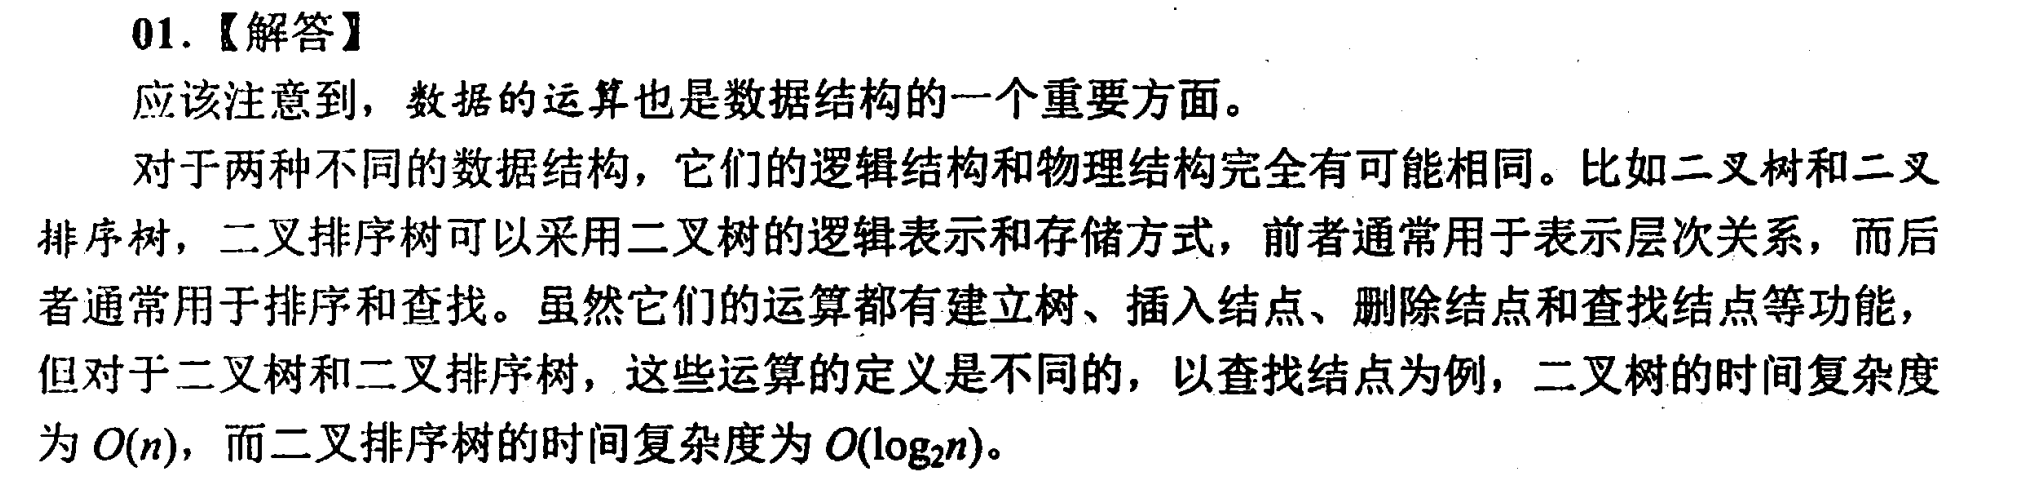 01.【解答】
应该注意到，数据的运算也是数据结构的一个重要方面。
对于两种不同的数据结构，它们的逻辑结构和物理结构完全有可能相同。比如二叉树和二叉
排序树，二叉排序树可以采用二叉树的逻辑表示和存储方式，前者通常用于表示层次关系，而后
者通常用于排序和查找。虽然它们的运算都有建立树、插入结点、删除结点和查找结点等功能，
但对于二叉树和二叉排序树，这些运算的定义是不同的，以查找结点为例，二叉树的时间复杂度
为 O(n)，而二叉排序树的时间复杂度为 O(log₂n)。